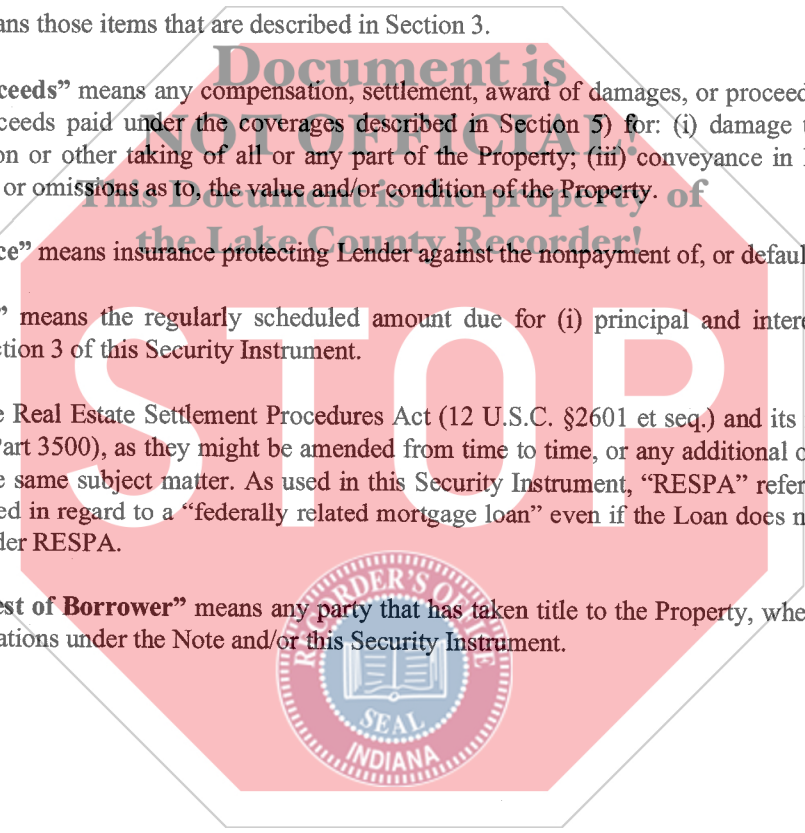 ans those items that are described in Section 3.
Document is
ceeds” means any compensation, settlement, award of damages, or proceed
ceeds paid under the coverages described in Section 5) for: (i) damage t
NOT OFFICIAL!
on or other taking of all or any part of the Property; (iii) conveyance in
or omissions as to, the value and/or condition of the Property.
This Document is the property of
the Lake County Recorder!
ce” means insurance protecting Lender against the nonpayment of, or defaul
” means the regularly scheduled amount due for (i) principal and intere
ction 3 of this Security Instrument.
STOP
e Real Estate Settlement Procedures Act (12 U.S.C. §2601 et seq.) and its
Part 3500), as they might be amended from time to time, or any additional o
e same subject matter. As used in this Security Instrument, “RESPA” refer
ed in regard to a “federally related mortgage loan” even if the Loan does n
der RESPA.
est of Borrower” means any party that has taken title to the Property, whe
ations under the Note and/or this Security Instrument.
RECORDER'S OFFICE
SEAL
INDIANA